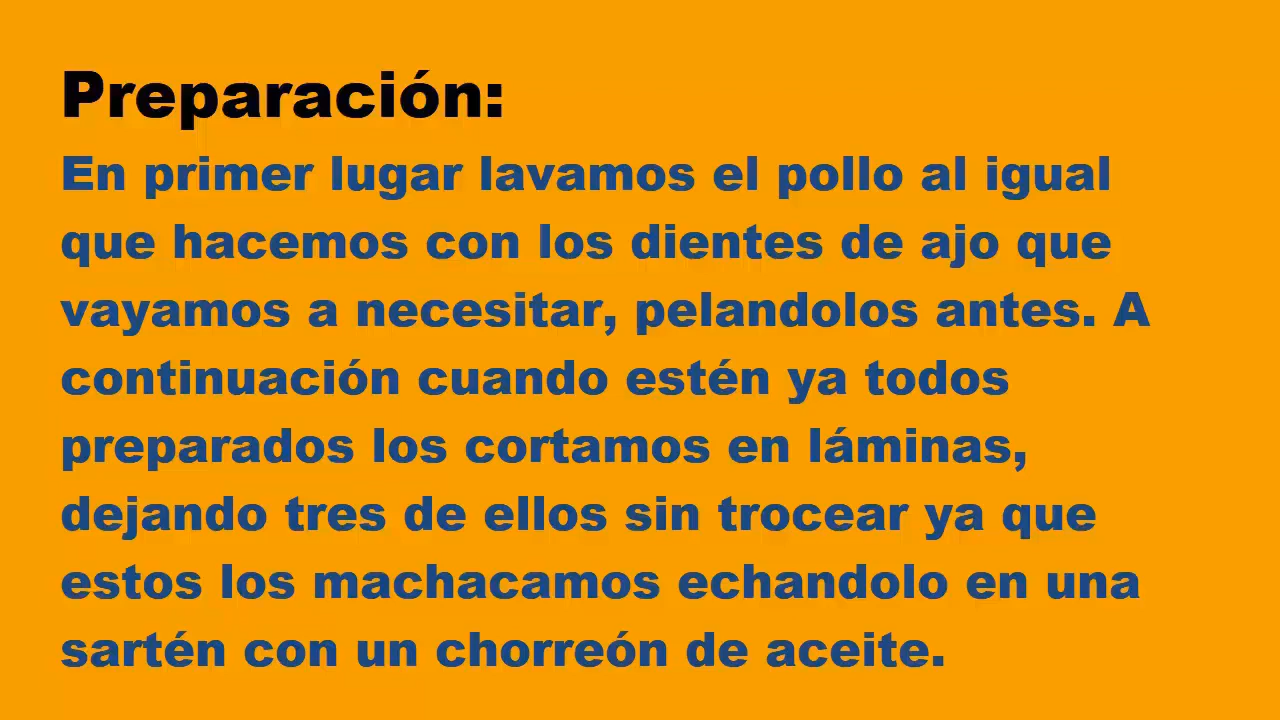 Preparación:
En primer lugar lavamos el pollo al igual
que hacemos con los dientes de ajo que
vayamos a necesitar, pelandolos antes. A
continuación cuando estén ya todos
preparados los cortamos en láminas,
dejando tres de ellos sin trocear ya que
estos los machacamos echandolo en una
sartén con un chorreón de aceite.